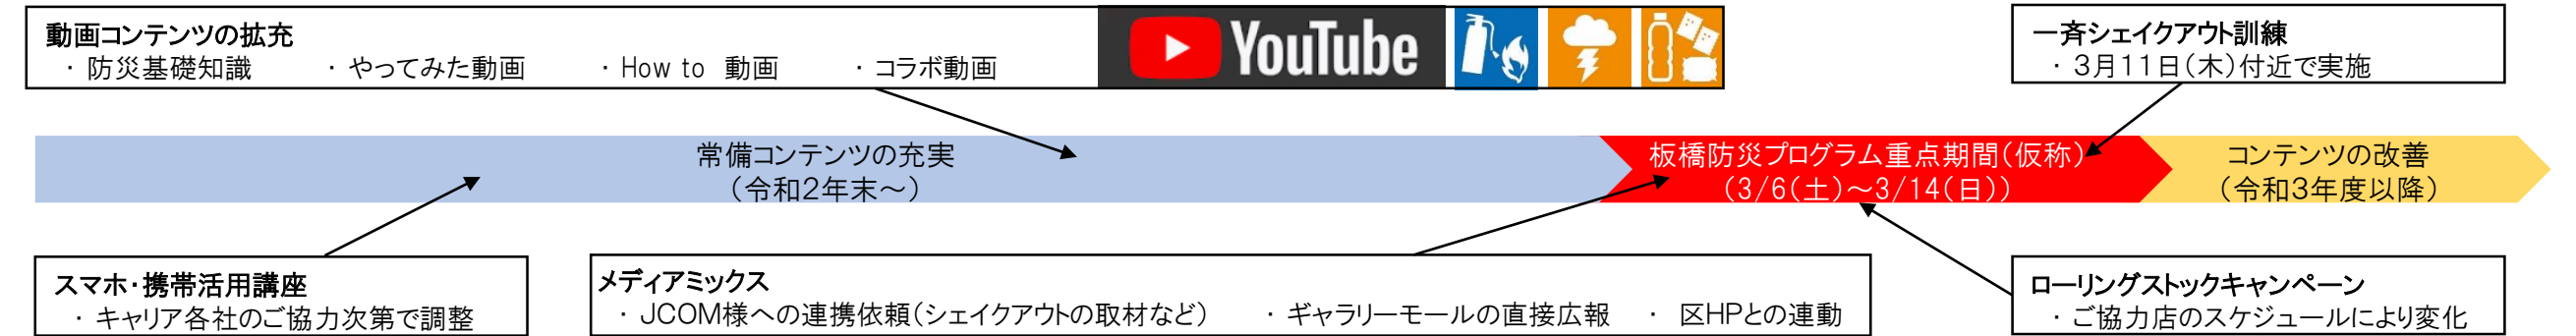 動画コンテンツの拡充
・防災基礎知識　・やってみた動画　・How to 動画　・コラボ動画
YouTube
一斉シェイクアウト訓練
・3月11日(木)付近で実施
常備コンテンツの充実
(令和2年末～)
板橋防災プログラム重点期間(仮称)
(3/6(土)～3/14(日))
コンテンツの改善
(令和3年度以降)
スマホ・携帯活用講座
・キャリア各社のご協力次第で調整
メディアミックス
・JCOM様への連携依頼(シェイクアウトの取材など)　・ギャラリーモールの直接広報　・区HPとの連動
ローリングストックキャンペーン
・ご協力店のスケジュールにより変化